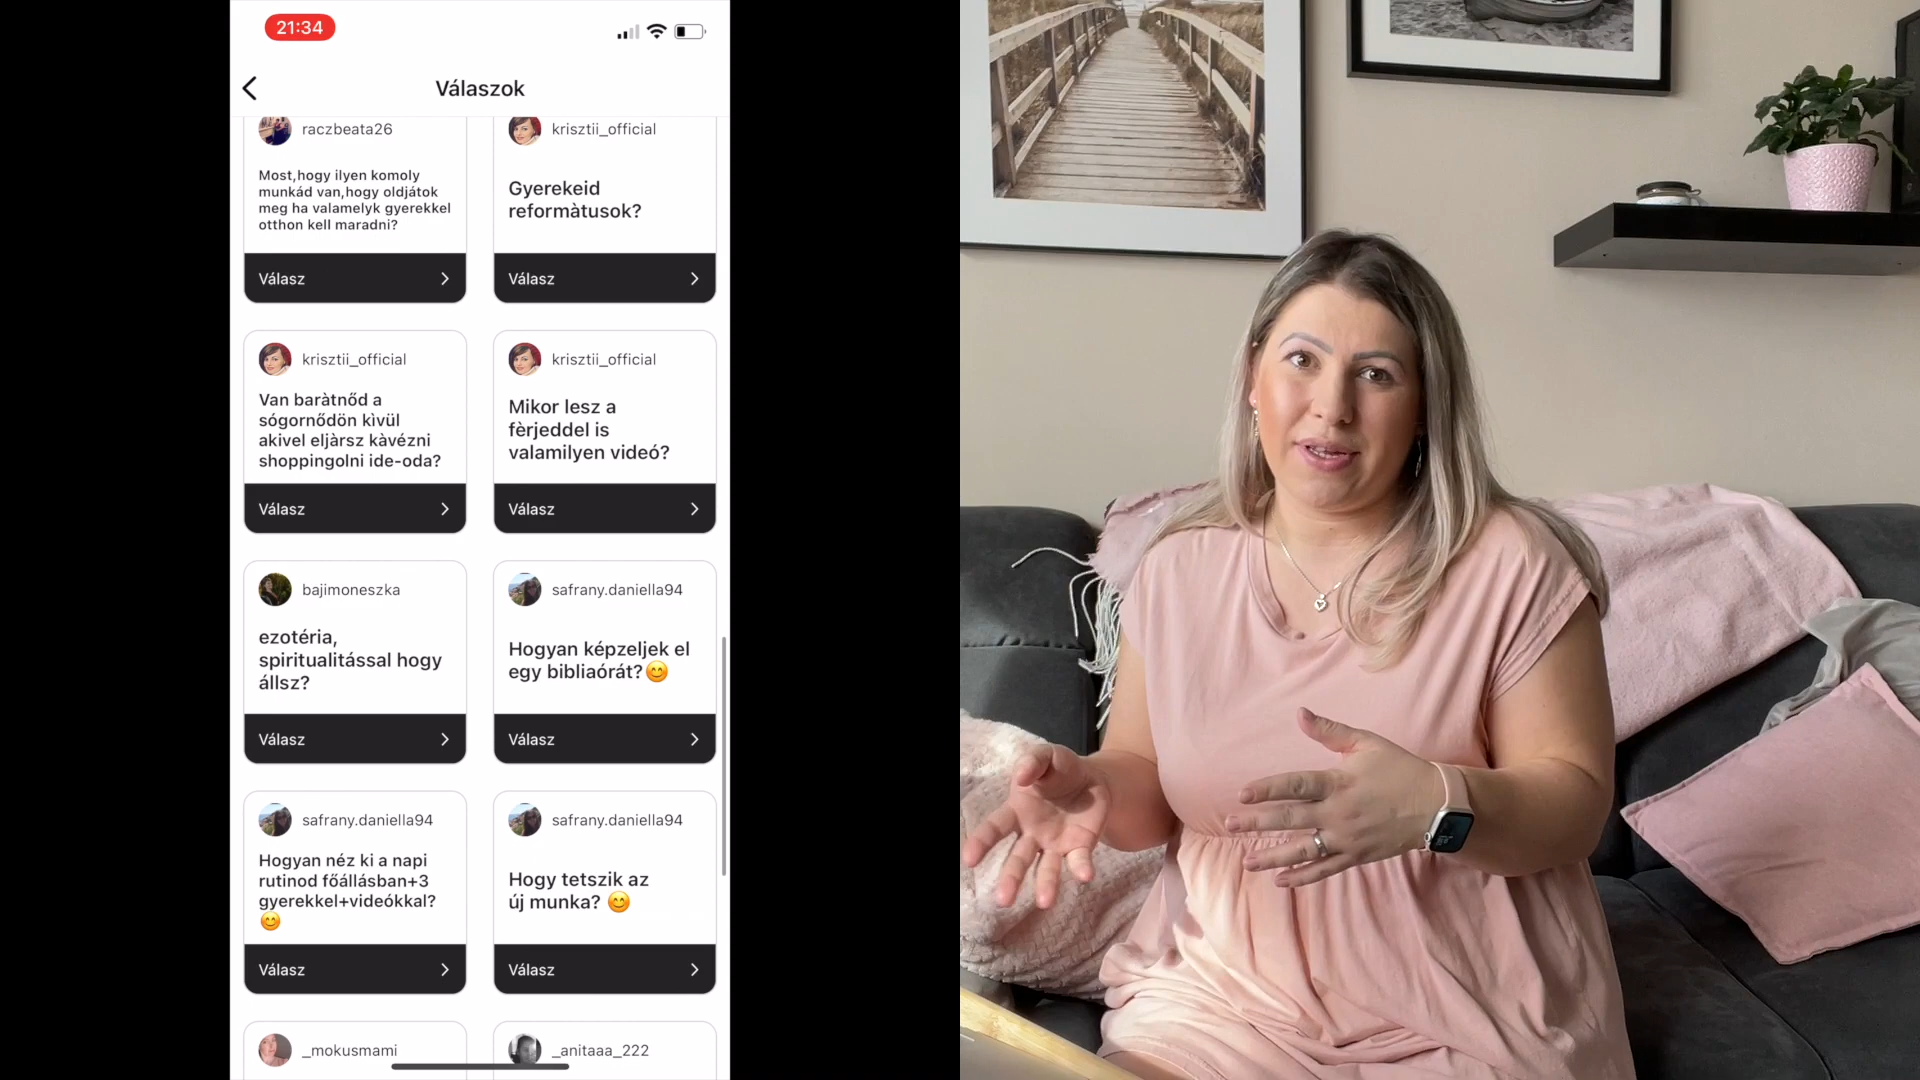 21:34
Válaszok
raczbeata26
Most,hogy ilyen komoly
munkád van,hogy oldjátok
meg ha valamelyk gyerekkel
otthon kell maradni?
Válasz
krisztii_official
Gyerekeid
reformàtusok?
Válasz
krisztii_official
Van baràtnőd a
sógornődön kìvül
akivel eljàrsz kàvézni
shoppingolni ide-oda?
Válasz
krisztii_official
Mikor lesz a
fèrjeddel is
valamilyen videó?
Válasz
bajimoneszka
ezotéria,
spiritualitással hogy
állsz?
Válasz
safrany.daniella94
Hogyan képzeljek el
egy bibliaórát?😊
Válasz
safrany.daniella94
Hogyan néz ki a napi
rutinod főállásban+3
gyerekkel+videókkal?
😊
Válasz
safrany.daniella94
Hogy tetszik az
új munka? 😊
Válasz
_mokusmami
_anitaaa_222